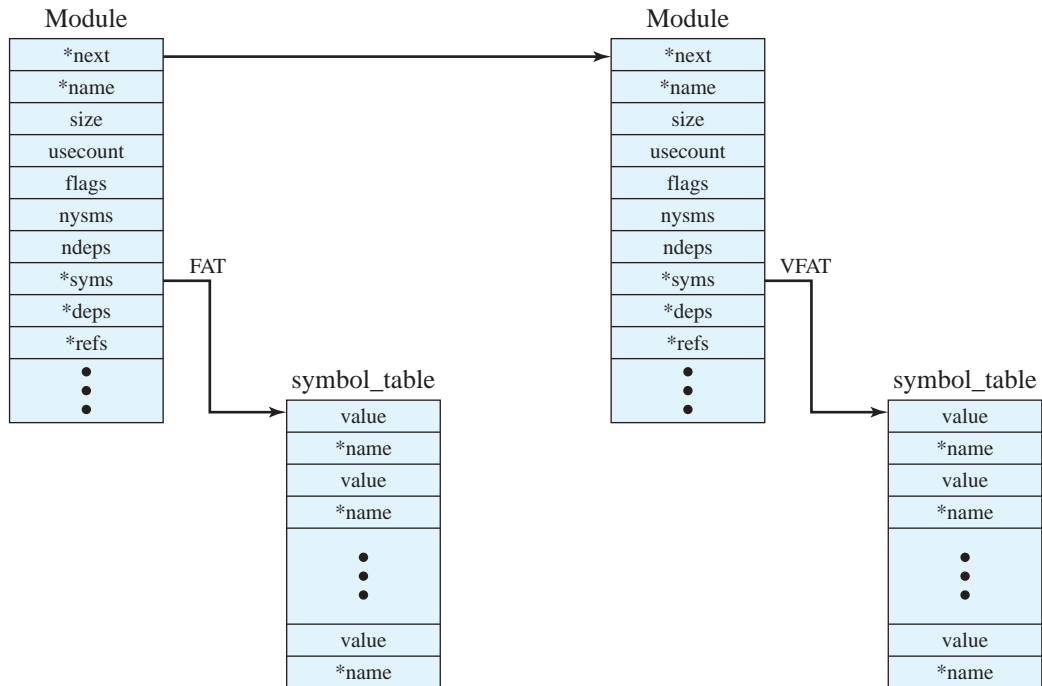 Module
*next
*name
size
usecount
flags
nysms
ndeps
*syms
*deps
*refs
FAT
symbol_table
value
*name
value
*name
value
*name
Module
*next
*name
size
usecount
flags
nysms
ndeps
*syms
*deps
*refs
VFAT
symbol_table
value
*name
value
*name
value
*name